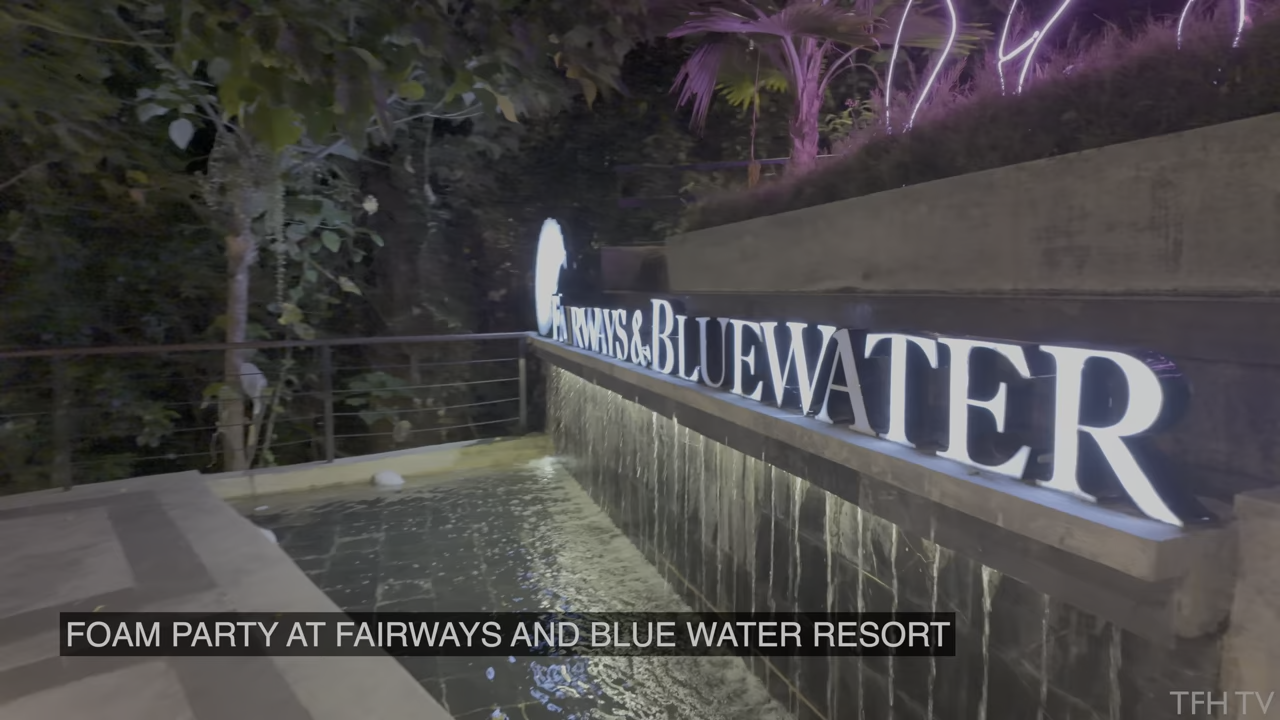 FAIRWAYS & BLUEWATER
FOAM PARTY AT FAIRWAYS AND BLUE WATER RESORT
TFH TV